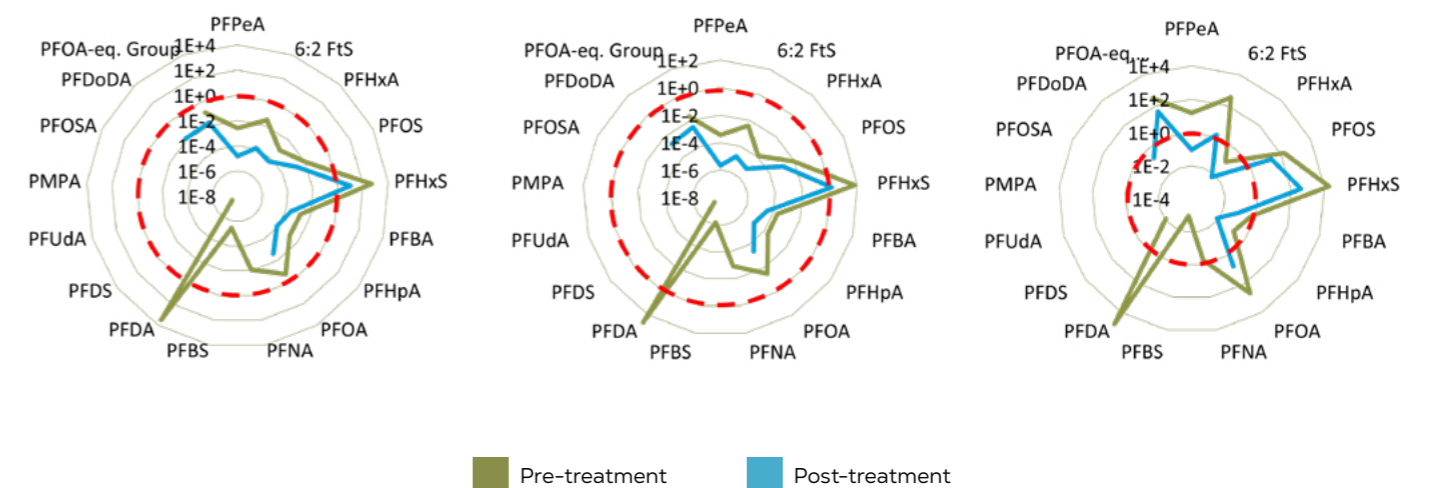 PFPeA
PFOA-eq. Group
1E+4
6:2 FtS
PFDoDA
1E+2
PFHxA
1E+0
PFOSA
1E-2
PFOS
1E-4
1E-6
PMPA
1E-8
PFHxS
PFUdA
PFBA
PFDS
PFHpA
PFDA
PFOA
PFBS
PFNA
PFPeA
PFOA-eq. Group
6:2 FtS
1E+2
PFDoDA
PFHxA
1E+0
1E-2
PFOSA
PFOS
1E-4
1E-6
PMPA
1E-8
PFHxS
PFUdA
PFBA
PFDS
PFHpA
PFDA
PFOA
PFBS
PFNA
PFPeA
PFOA-eq....
6:2 FtS
1E+4
PFDoDA
PFHxA
1E+2
PFOSA
1E+0
PFOS
1E-2
PMPA
1E-4
PFHxS
PFUdA
PFBA
PFDS
PFHpA
PFDA
PFOA
PFBS
PFNA
Pre-treatment
Post-treatment